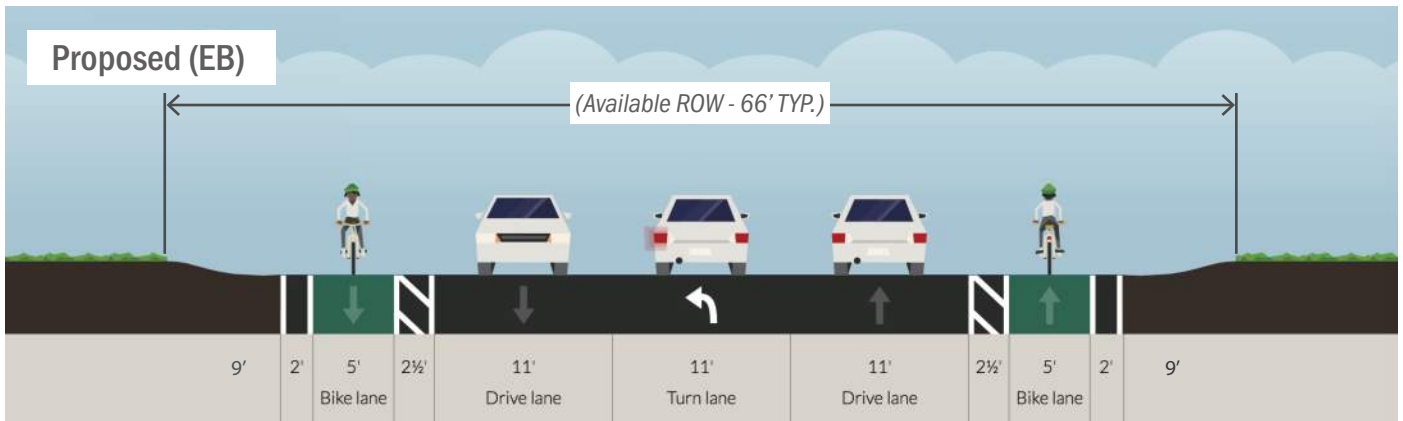 Proposed (EB)
(Available ROW - 66' TYP.)
9' 2' 5' 2½' 11' 11' 11' 2½' 5' 2' 9'
Bike lane Drive lane Turn lane Drive lane Bike lane